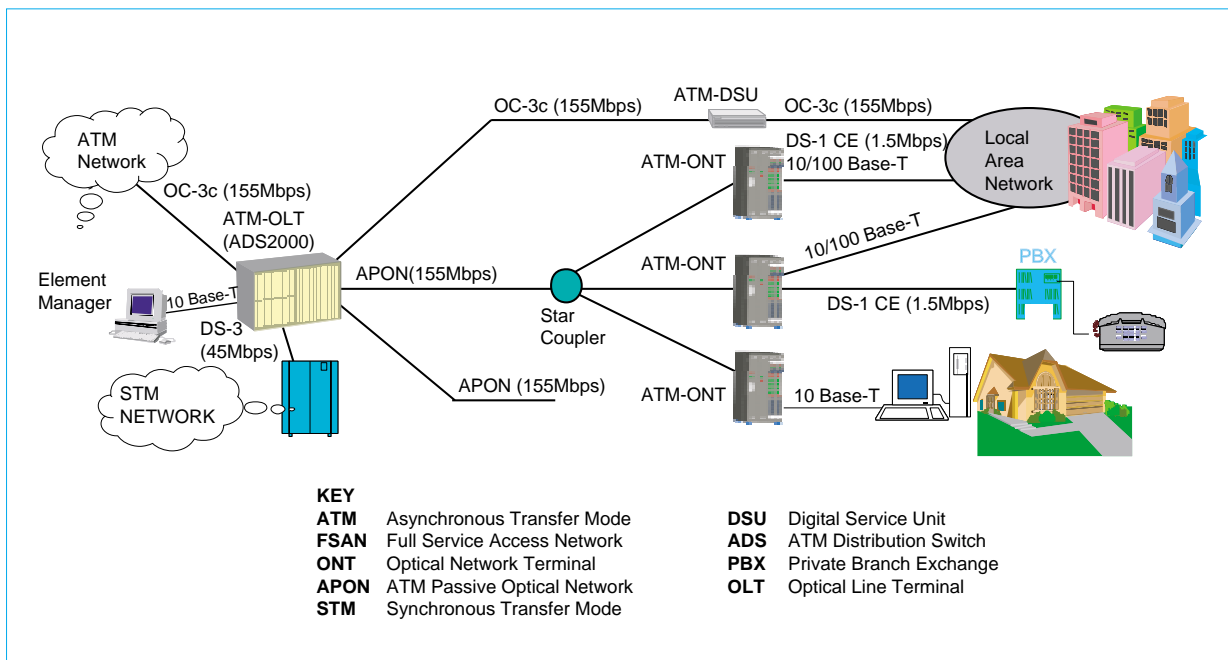 ATM
Network
OC-3c (155Mbps)
ATM-OLT
(ADS2000)
Element
Manager
10 Base-T
DS-3
(45Mbps)
STM
NETWORK
OC-3c (155Mbps)
ATM-DSU
OC-3c (155Mbps)
DS-1 CE (1.5Mbps)
10/100 Base-T
ATM-ONT
Local
Area
Network
APON(155Mbps)
Star
Coupler
ATM-ONT
10/100 Base-T
DS-1 CE (1.5Mbps)
PBX
APON (155Mbps)
ATM-ONT
10 Base-T
KEY
ATM Asynchronous Transfer Mode
FSAN Full Service Access Network
ONT Optical Network Terminal
APON ATM Passive Optical Network
STM Synchronous Transfer Mode
DSU Digital Service Unit
ADS ATM Distribution Switch
PBX Private Branch Exchange
OLT Optical Line Terminal